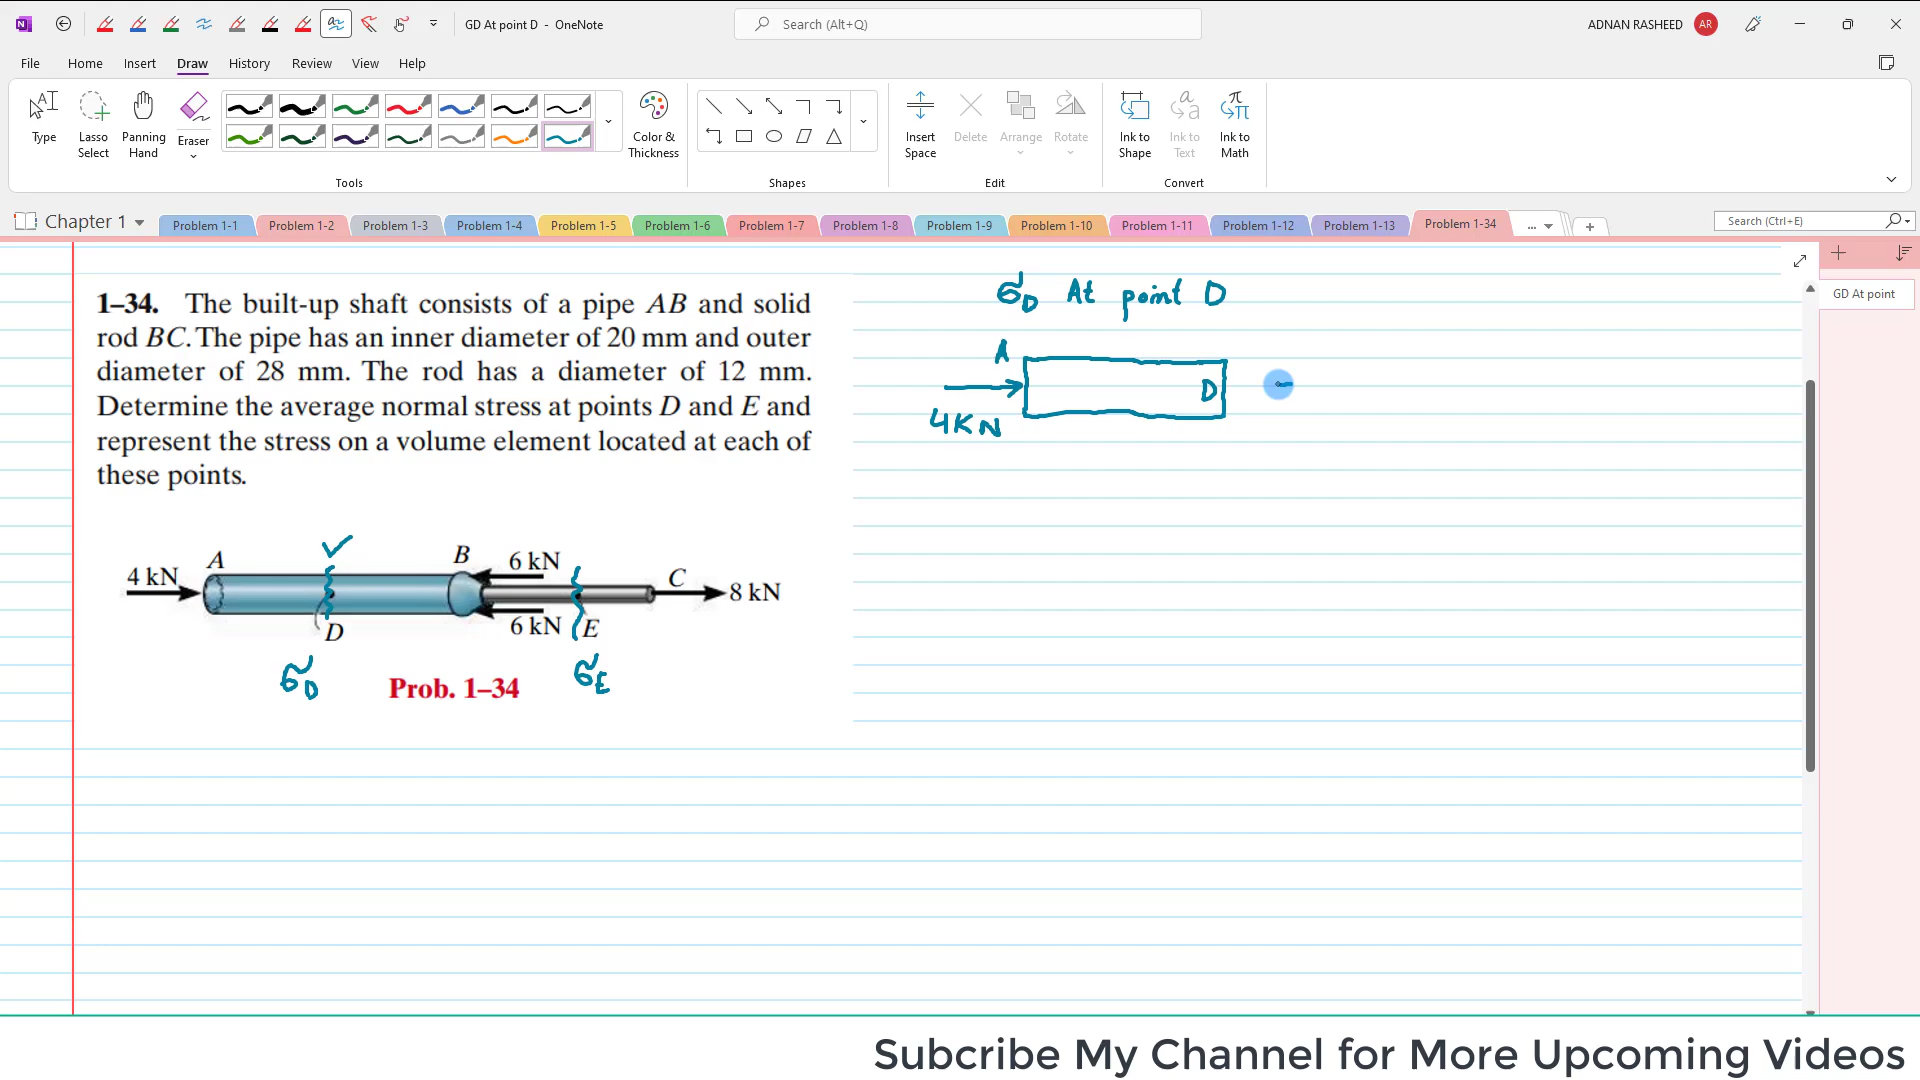 GD At point D - OneNote
Search (Alt+Q)
ADNAN RASHEED AR
File Home Insert Draw History Review View Help
Type
Lasso Select
Panning Hand
Eraser
Color & Thickness
Insert Space
Delete
Arrange
Rotate
Ink to Shape
Ink to Text
Ink to Math
Tools Shapes Edit Convert
Chapter 1 Problem 1-1 Problem 1-2 Problem 1-3 Problem 1-4 Problem 1-5 Problem 1-6 Problem 1-7 Problem 1-8 Problem 1-9 Problem 1-10 Problem 1-11 Problem 1-12 Problem 1-13 Problem 1-34 ... Search (Ctrl+E)
GD At point
1–34. The built-up shaft consists of a pipe AB and solid
rod BC. The pipe has an inner diameter of 20 mm and outer
diameter of 28 mm. The rod has a diameter of 12 mm.
Determine the average normal stress at points D and E and
represent the stress on a volume element located at each of
these points.
σD At point D
A
D
4KN
4 kN A B 6 kN C 8 kN
D 6 kN E
σD σE
Prob. 1–34
Subcribe My Channel for More Upcoming Videos